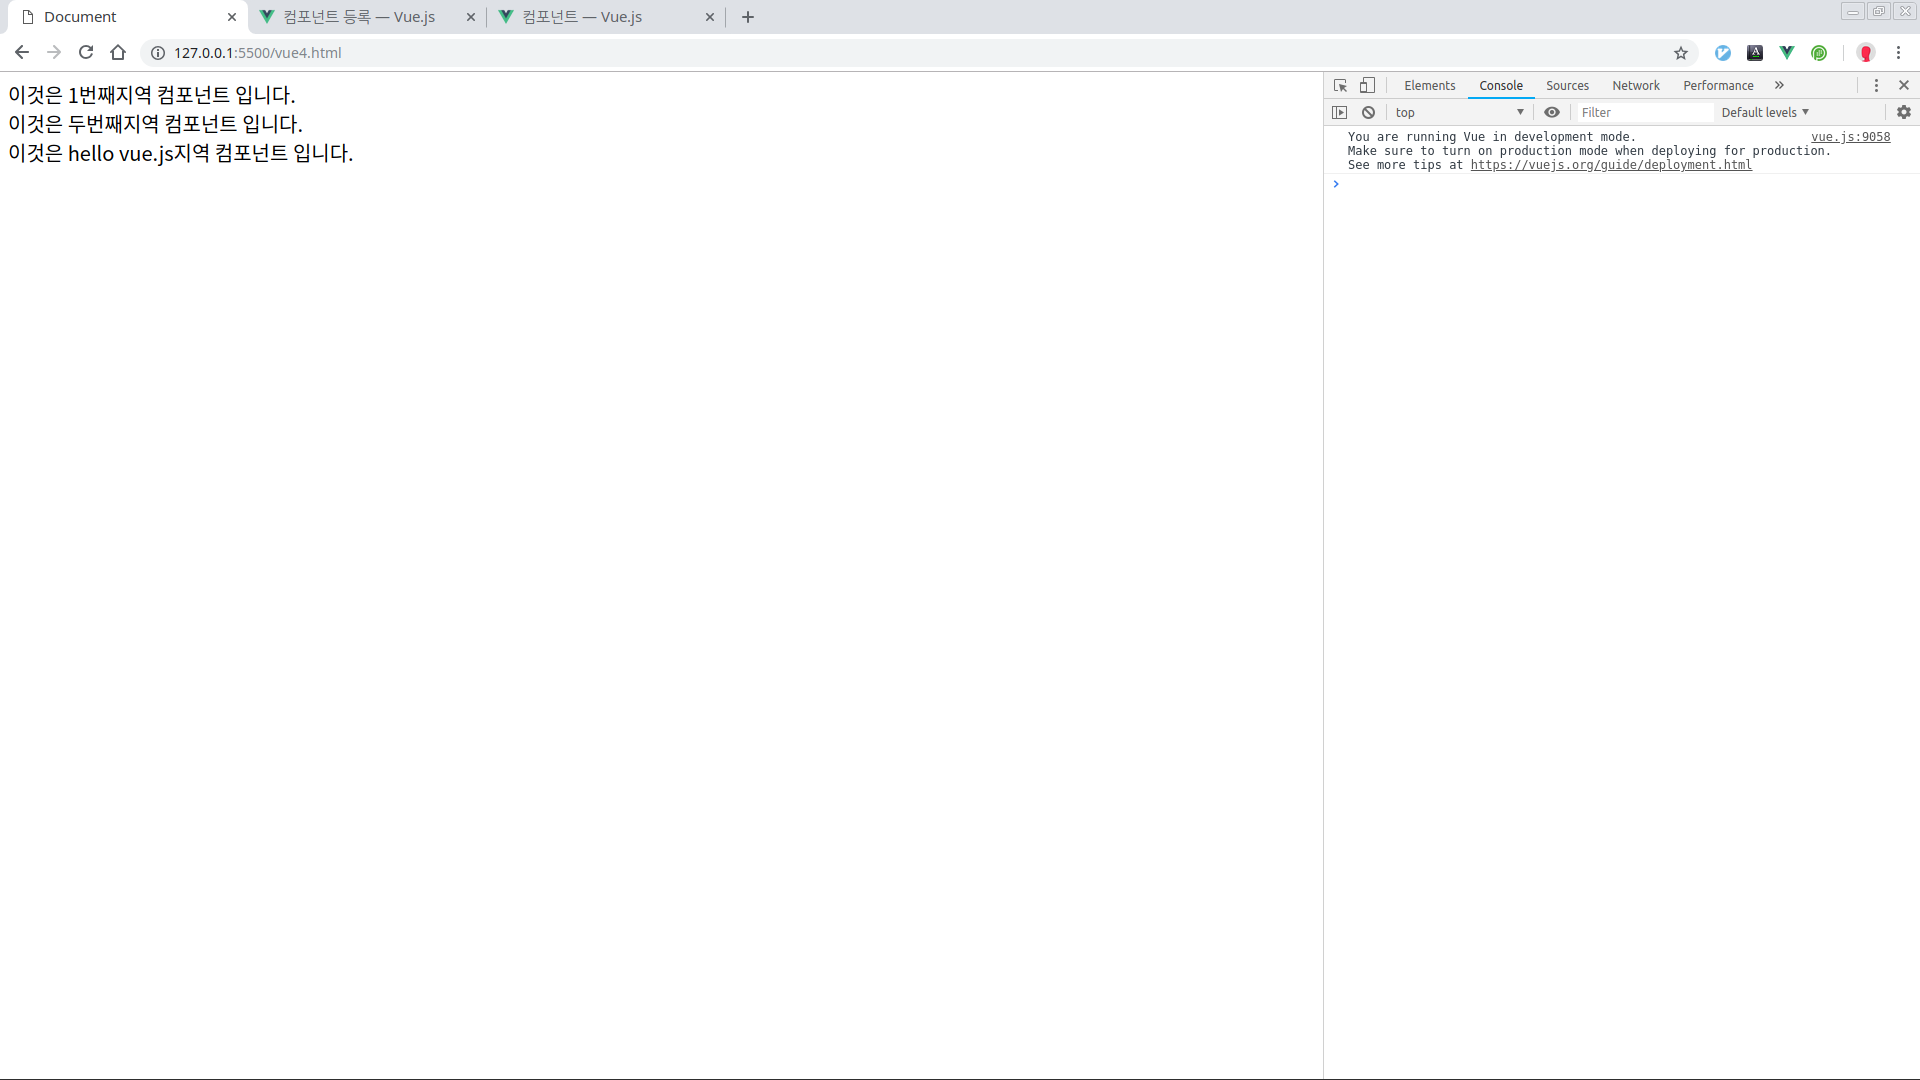 Document
컴포넌트 등록 — Vue.js
컴포넌트 — Vue.js
127.0.0.1:5500/vue4.html
이것은 1번째지역 컴포넌트 입니다.
이것은 두번째지역 컴포넌트 입니다.
이것은 hello vue.js지역 컴포넌트 입니다.
Elements Console Sources Network Performance »
top Filter Default levels
You are running Vue in development mode. vue.js:9058
Make sure to turn on production mode when deploying for production.
See more tips at https://vuejs.org/guide/deployment.html